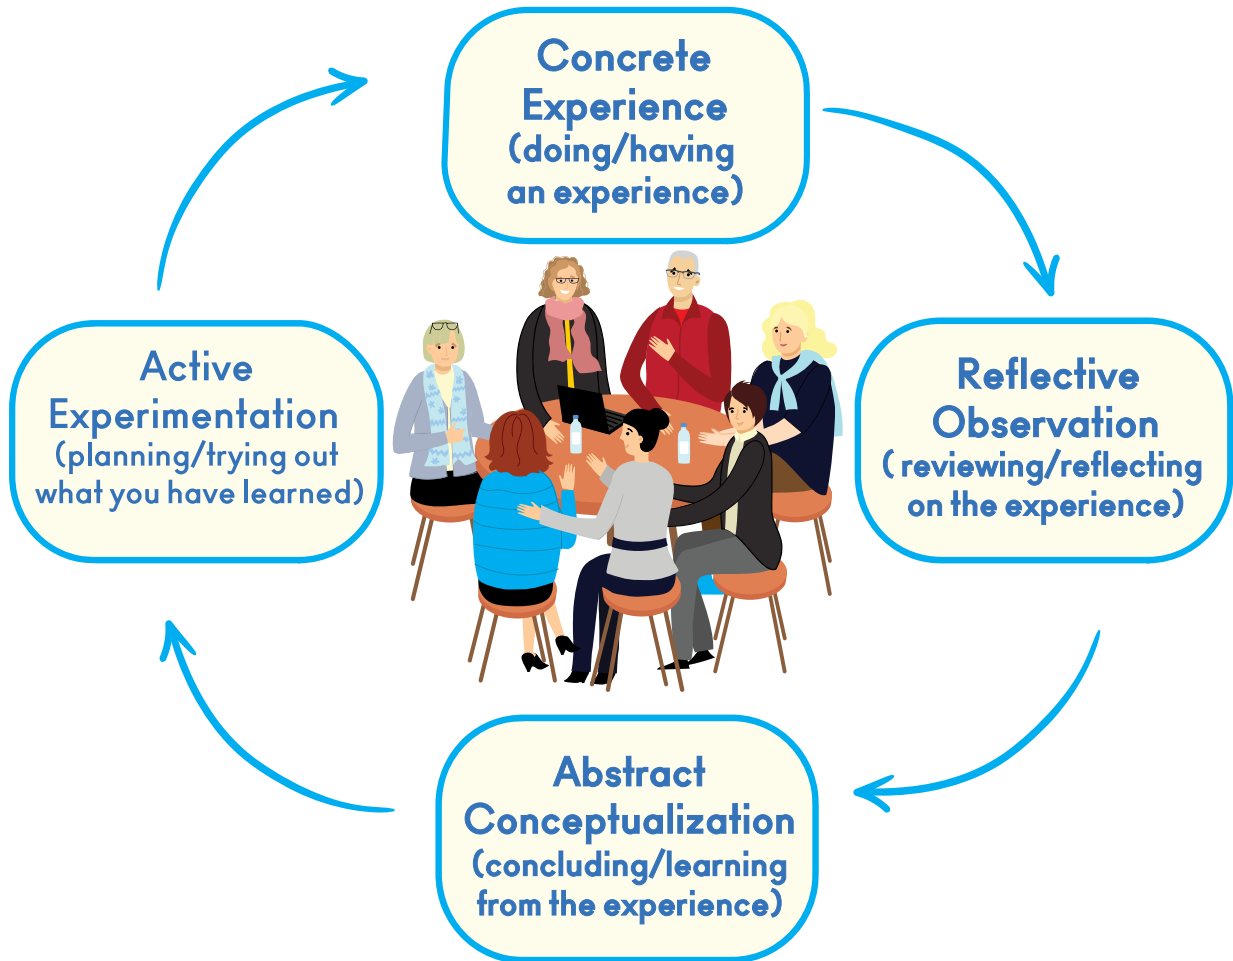 Concrete
Experience
(doing/having
an experience)
Reflective
Observation
( reviewing/reflecting
on the experience)
Abstract
Conceptualization
(concluding/learning
from the experience)
Active
Experimentation
(planning/trying out
what you have learned)